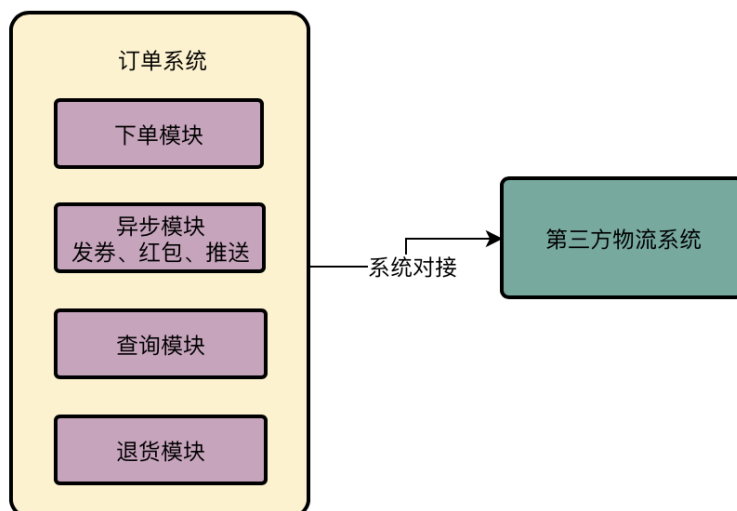 订单系统
下单模块
异步模块
发券、红包、推送
查询模块
退货模块
系统对接
第三方物流系统